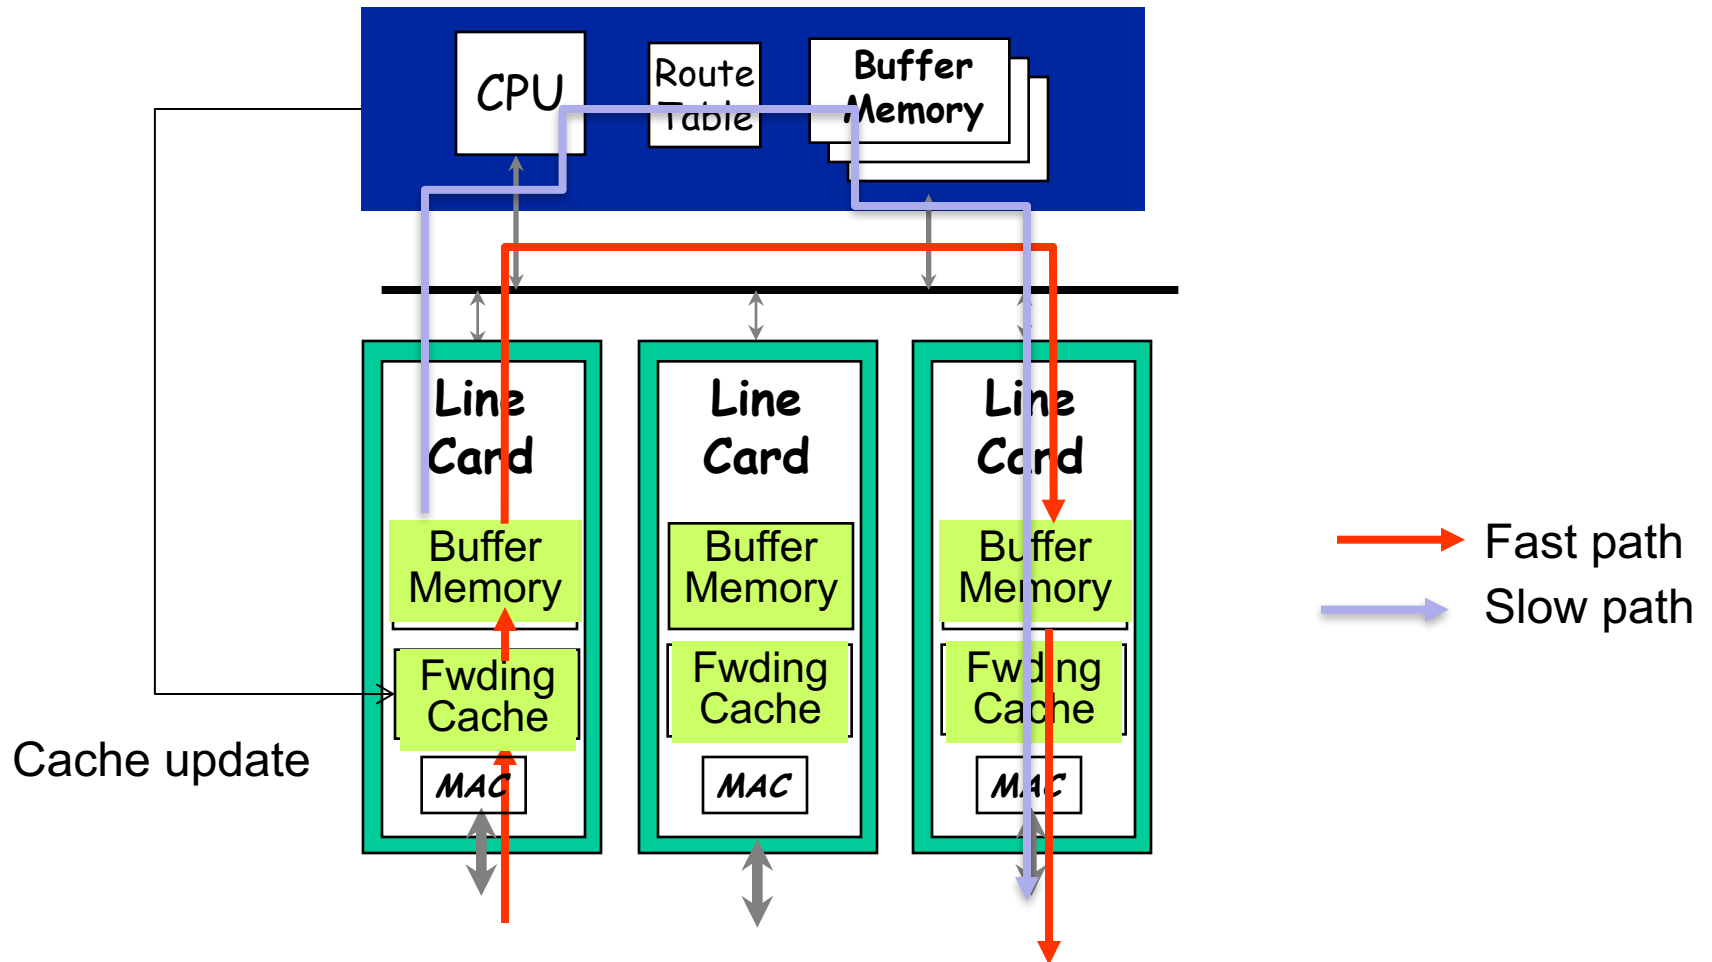 CPU
Route
Table
Buffer
Memory
Line
Card
Buffer
Memory
Fwding
Cache
MAC
Line
Card
Buffer
Memory
Fwding
Cache
MAC
Line
Card
Buffer
Memory
Fwding
Cache
MAC
Cache update
Fast path
Slow path